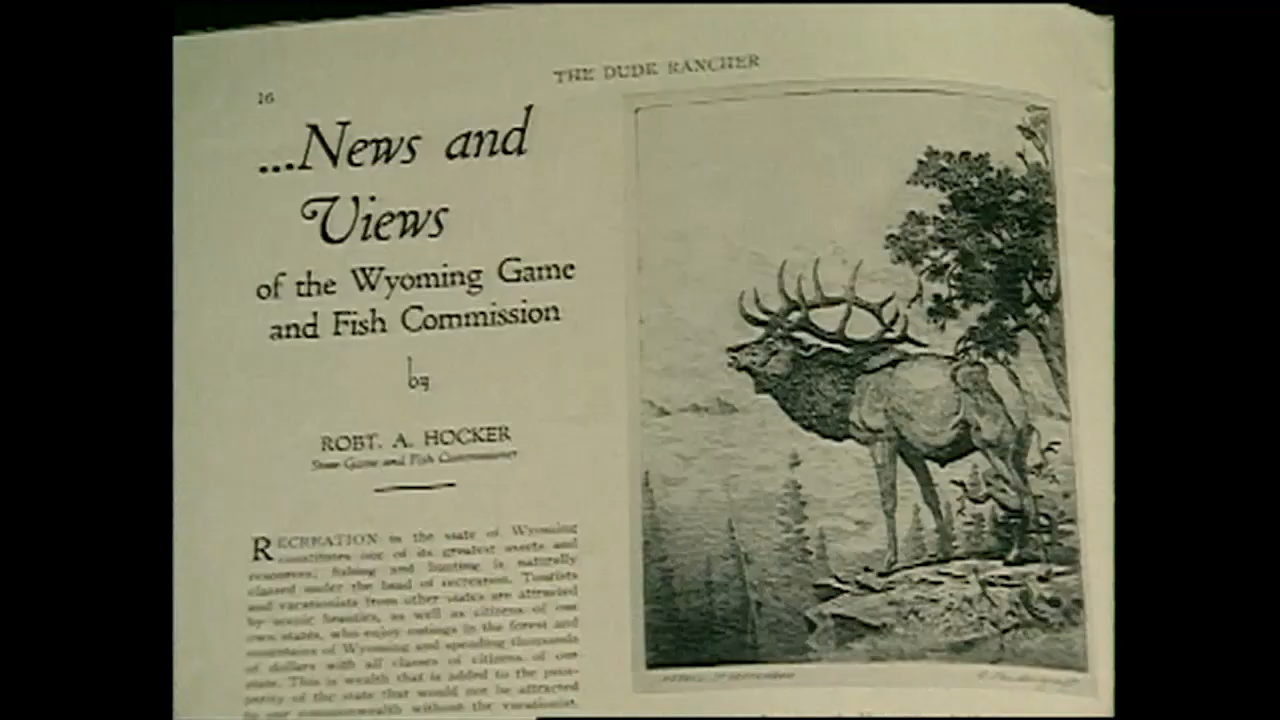 16
THE DUDE RANCHER
...News and
Views
of the Wyoming Game
and Fish Commission
by
ROBT. A. HOCKER
State Game and Fish Commissioner
RECREATION in the state of Wyoming
constitutes one of its greatest assets and
resources; fishing and hunting is naturally
classed under the head of recreation. Tourists
and vacationists from other states are attracted
by scenic beauties, as well as citizens of our
own states, who enjoy outings in the forest and
mountains of Wyoming and spending thousands
of dollars with all classes of citizens of our
state. This is wealth that is added to the pros-
perity of the state that would not be attracted
to our commonwealth without the vacationist.